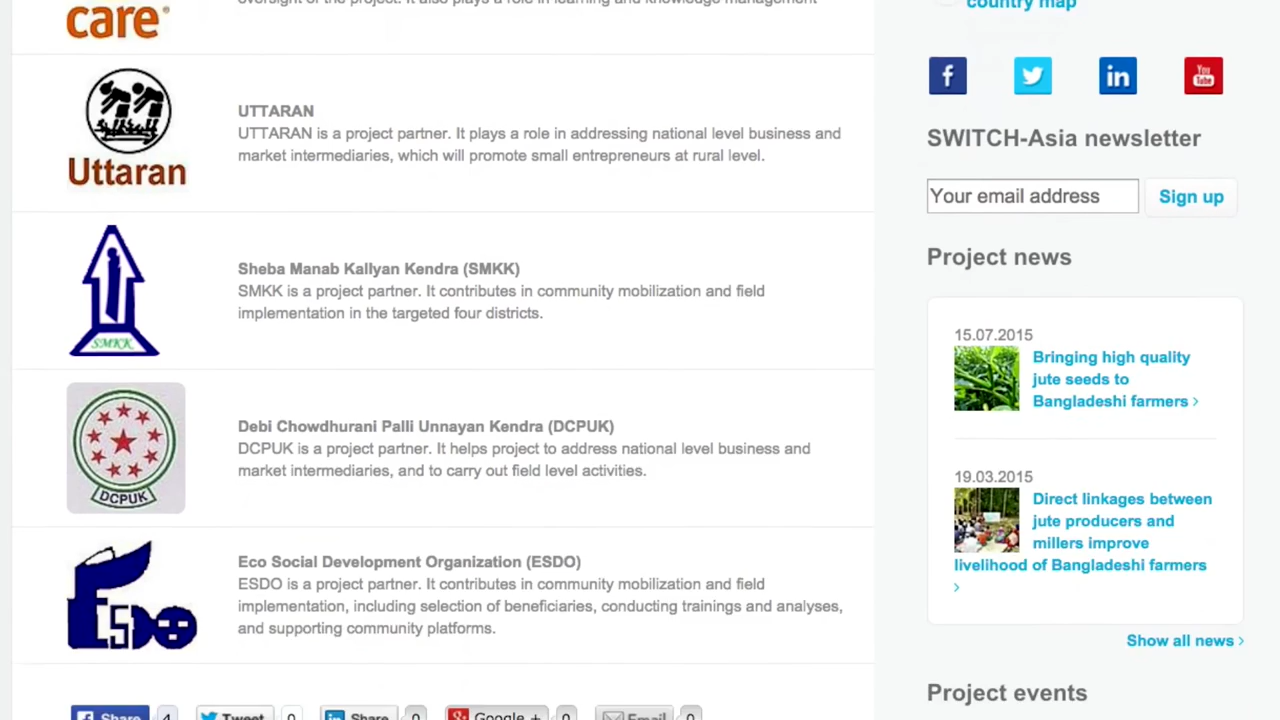 oversight of the project. It also plays a role in learning and knowledge management
care
UTTARAN
UTTARAN is a project partner. It plays a role in addressing national level business and
market intermediaries, which will promote small entrepreneurs at rural level.
Uttaran
Sheba Manab Kallyan Kendra (SMKK)
SMKK is a project partner. It contributes in community mobilization and field
implementation in the targeted four districts.
SMKK
Debi Chowdhurani Palli Unnayan Kendra (DCPUK)
DCPUK is a project partner. It helps project to address national level business and
market intermediaries, and to carry out field level activities.
DCPUK
Eco Social Development Organization (ESDO)
ESDO is a project partner. It contributes in community mobilization and field
implementation, including selection of beneficiaries, conducting trainings and analyses,
and supporting community platforms.
ESDO
Share 4 Tweet 0 Share 0 Google + 0 Email 0
country map
f in You Tube
SWITCH-Asia newsletter
Your email address Sign up
Project news
15.07.2015
Bringing high quality
jute seeds to
Bangladeshi farmers ›
19.03.2015
Direct linkages between
jute producers and
millers improve
livelihood of Bangladeshi farmers
›
Show all news ›
Project events